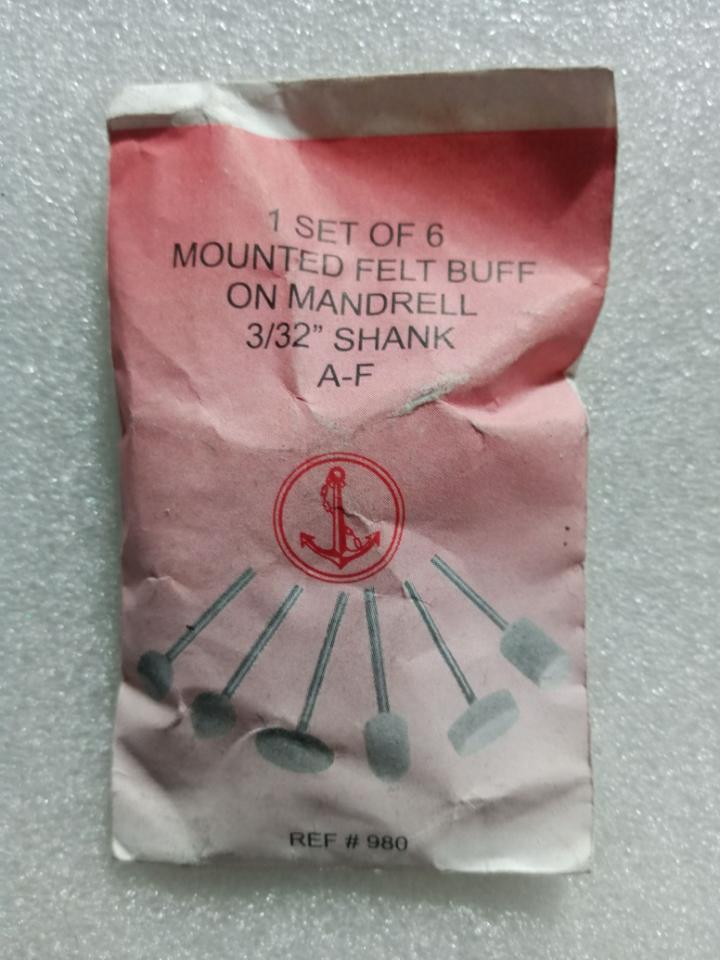 1 SET OF 6
MOUNTED FELT BUFF
ON MANDRELL
3/32” SHANK
A-F
REF # 980